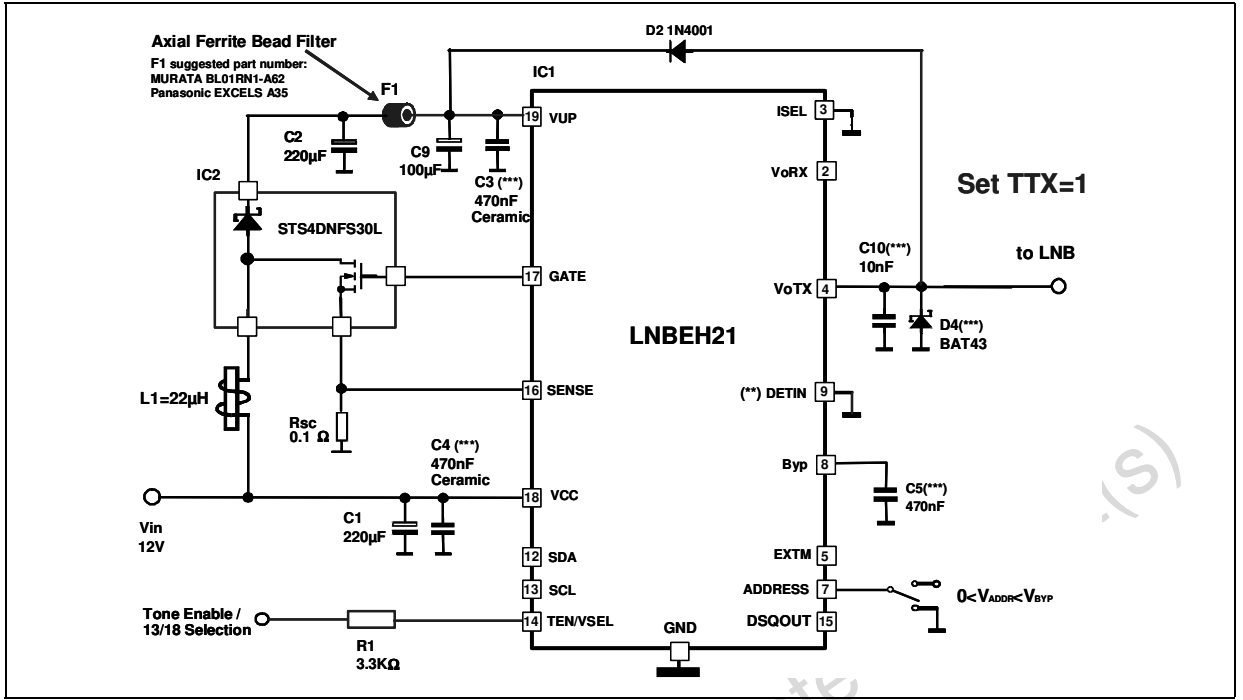 D2 1N4001
Axial Ferrite Bead Filter
F1 suggested part number:
MURATA BL01RN1-A62
Panasonic EXCELS A35
F1
IC1
19 VUP
ISEL 3
C2
220µF
C9
100µF
C3 (***)
470nF
Ceramic
VoRX 2
IC2
Set TTX=1
STS4DNFS30L
C10(***)
10nF
to LNB
17 GATE
VoTX 4
LNBEH21
D4(***)
BAT43
L1=22µH
16 SENSE
(**) DETIN 9
Rsc
0.1 Ω
C4 (***)
470nF
Ceramic
Byp 8
C5(***)
470nF
18 VCC
Vin
12V
C1
220µF
12 SDA
EXTM 5
13 SCL
ADDRESS 7
0<VADDR<VBYP
Tone Enable /
13/18 Selection
14 TEN/VSEL
DSQOUT 15
R1
3.3KΩ
GND
(s)
te